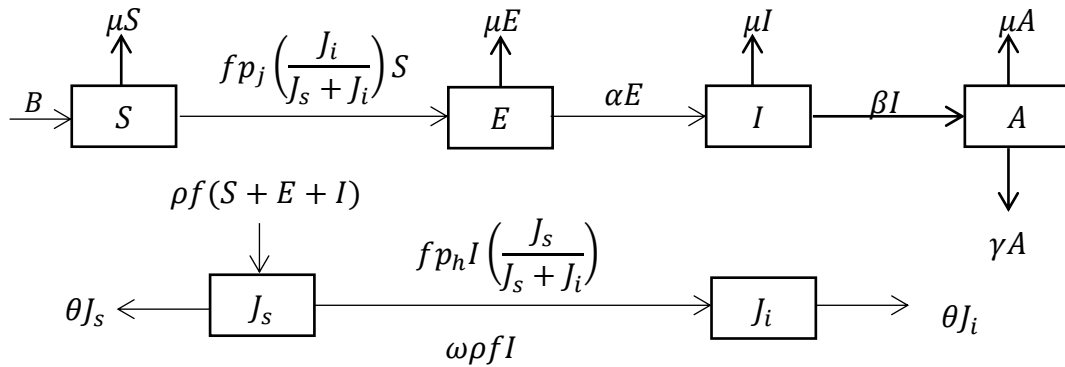 μS
μE
μI
μA
B
S
fp_j (J_i / (J_s + J_i)) S
E
αE
I
βI
A
ρf(S + E + I)
γA
θJ_s
J_s
fp_h I (J_s / (J_s + J_i))
J_i
θJ_i
ωρfI